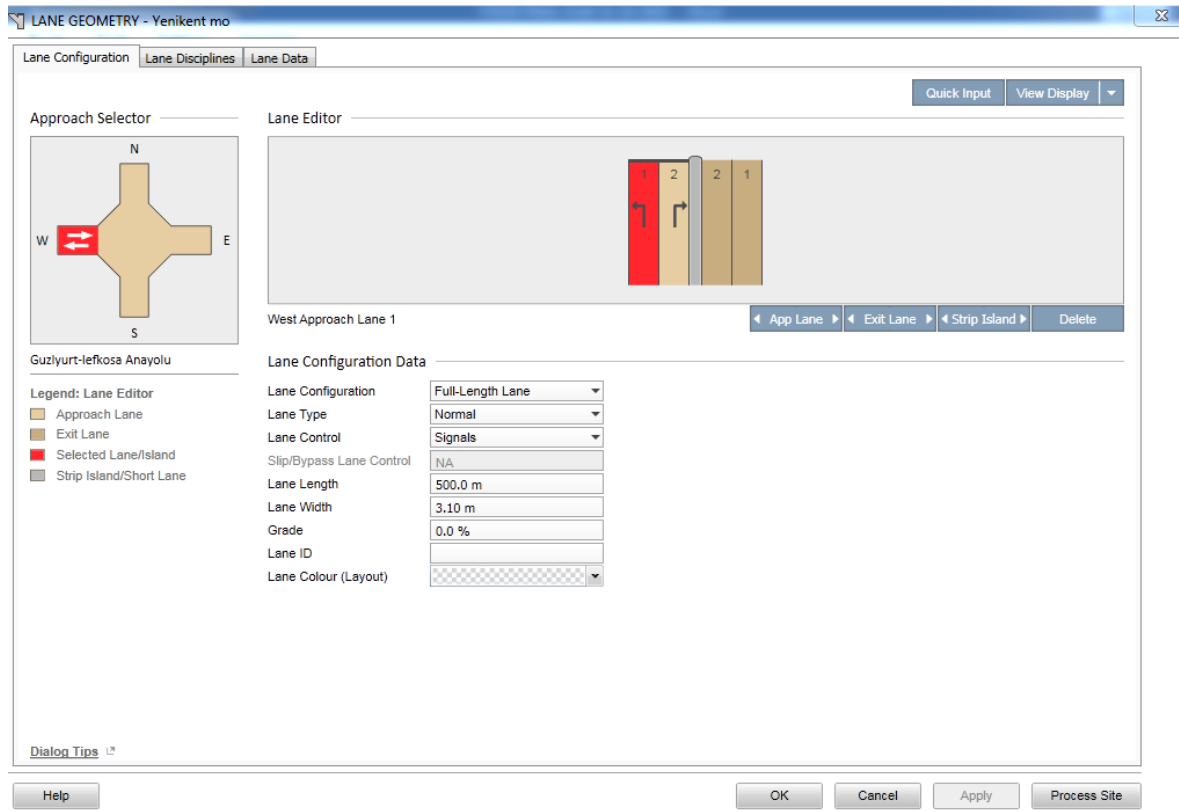 LANE GEOMETRY - Yenikent mo
Lane Configuration Lane Disciplines Lane Data
Quick Input View Display
Approach Selector Lane Editor
N
W E
S
1 2 2 1
West Approach Lane 1 App Lane Exit Lane Strip Island Delete
Guzlyurt-lefkosa Anayolu
Lane Configuration Data
Legend: Lane Editor
Approach Lane
Exit Lane
Selected Lane/Island
Strip Island/Short Lane
Lane Configuration Full-Length Lane
Lane Type Normal
Lane Control Signals
Slip/Bypass Lane Control NA
Lane Length 500.0 m
Lane Width 3.10 m
Grade 0.0 %
Lane ID
Lane Colour (Layout)
Dialog Tips
Help OK Cancel Apply Process Site